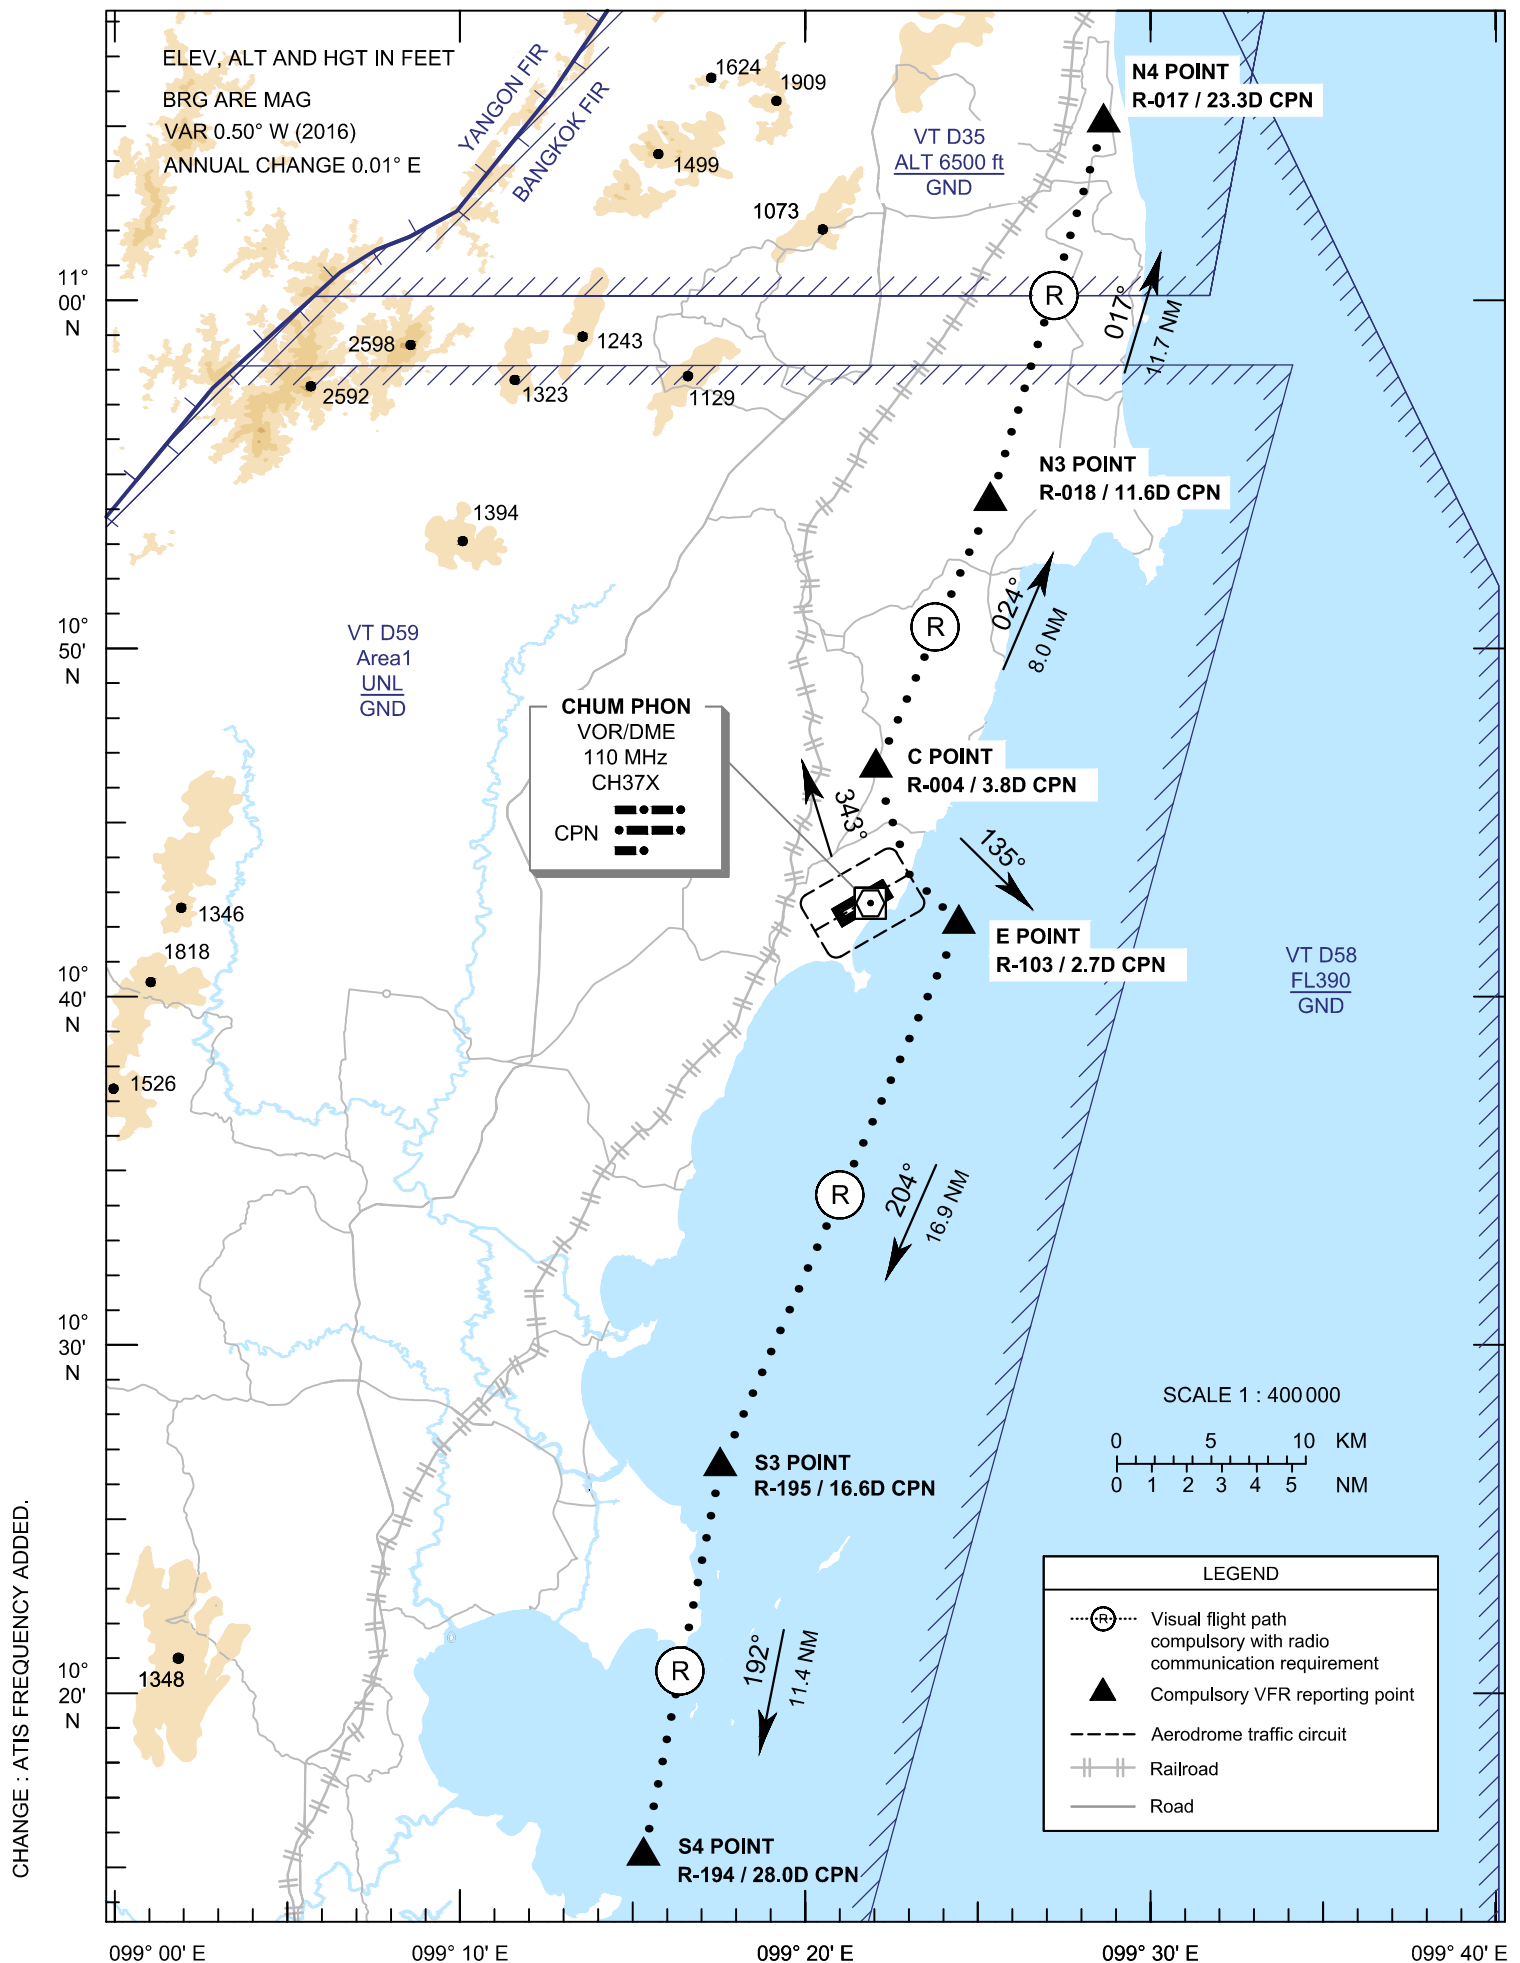 ELEV, ALT AND HGT IN FEET
BRG ARE MAG
VAR 0.50° W (2016)
ANNUAL CHANGE 0.01° E
YANGON FIR
BANGKOK FIR
1624
1909
1499
1073
VT D35
ALT 6500 ft
GND
N4 POINT
R-017 / 23.3D CPN
11°
00'
N
R
017°
11.7 NM
2598
2592
1323
1243
1129
N3 POINT
R-018 / 11.6D CPN
1394
10°
50'
N
VT D59
Area1
UNL
GND
R
024°
8.0 NM
CHUM PHON
VOR/DME
110 MHz
CH37X
CPN
C POINT
R-004 / 3.8D CPN
343°
135°
1346
1818
E POINT
R-103 / 2.7D CPN
VT D58
FL390
GND
10°
40'
N
1526
R
204°
16.9 NM
10°
30'
N
SCALE 1 : 400 000
0 5 10 KM
0 1 2 3 4 5 NM
S3 POINT
R-195 / 16.6D CPN
LEGEND
R
Visual flight path
compulsory with radio
communication requirement
Compulsory VFR reporting point
Aerodrome traffic circuit
Railroad
Road
1348
10°
20'
N
R
192°
11.4 NM
S4 POINT
R-194 / 28.0D CPN
099° 00' E
099° 10' E
099° 20' E
099° 30' E
099° 40' E
CHANGE : ATIS FREQUENCY ADDED.